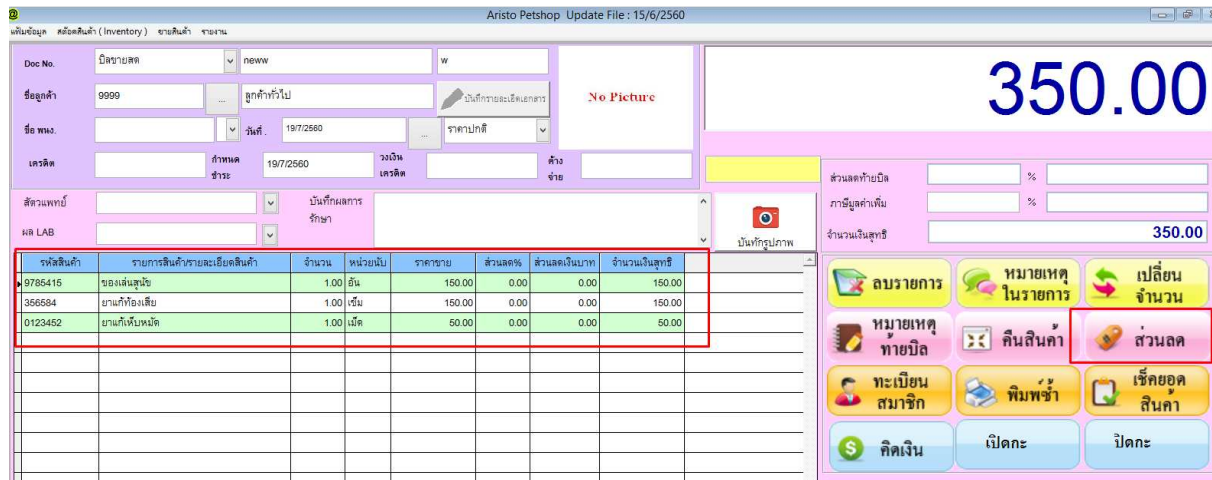 Aristo Petshop Update File : 15/6/2560
แฟ้มข้อมูล สต๊อคสินค้า ( Inventory ) ขายสินค้า รายงาน
350.00
Doc No. บิลขายสด neww w
ชื่อลูกค้า 9999 ... ลูกค้าทั่วไป บันทึกรายละเอียดเอกสาร No Picture
ชื่อ พนง. วันที่ . 19/7/2560 ... ราคาปกติ
เครดิต กำหนด ชำระ 19/7/2560 วงเงิน เครดิต ค้าง จ่าย
ส่วนลดท้ายบิล %
ภาษีมูลค่าเพิ่ม %
จำนวนเงินสุทธิ 350.00
สัตวแพทย์ บันทึกผลการ รักษา
ผล LAB บันทึกรูปภาพ
รหัสสินค้า รายการสินค้า/รายละเอียดสินค้า จำนวน หน่วยนับ ราคาขาย ส่วนลด% ส่วนลดเงินบาท จำนวนเงินสุทธิ
9785415 ของเล่นสุนัข 1.00 อัน 150.00 0.00 0.00 150.00
356584 ยาแก้ท้องเสีย 1.00 เข็ม 150.00 0.00 0.00 150.00
0123452 ยาแก้เห็บหมัด 1.00 เม็ด 50.00 0.00 0.00 50.00
ลบรายการ หมายเหตุ ในรายการ เปลี่ยน จำนวน
หมายเหตุ ท้ายบิล คืนสินค้า ส่วนลด
ทะเบียน สมาชิก พิมพ์ซ้ำ เช็คยอด สินค้า
คิดเงิน เปิดกะ ปิดกะ